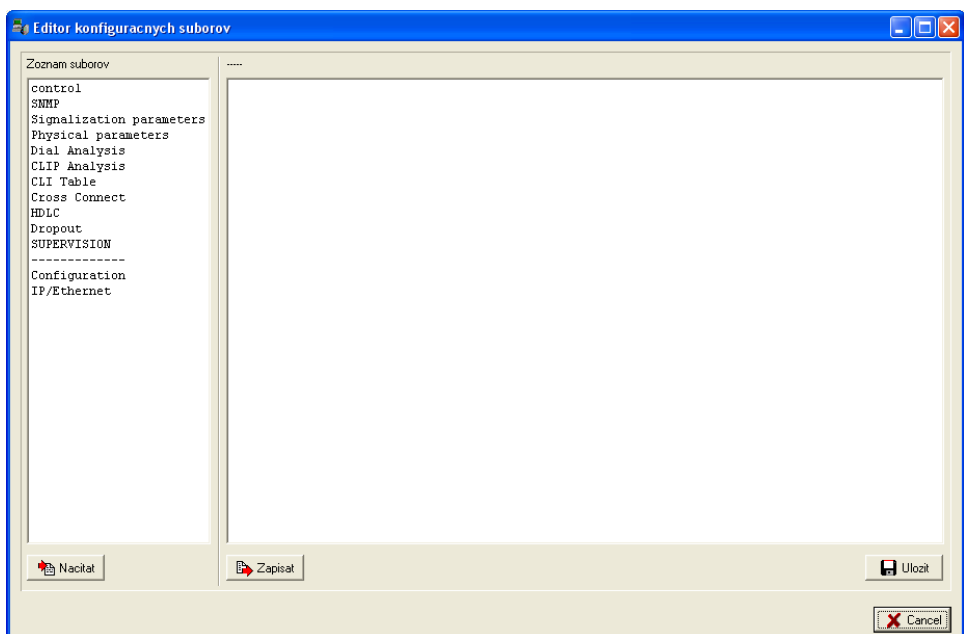 Editor konfiguracnych suborov
Zoznam suborov
-----
control
SNMP
Signalization parameters
Physical parameters
Dial Analysis
CLIP Analysis
CLI Table
Cross Connect
HDLC
Dropout
SUPERVISION
-------------
Configuration
IP/Ethernet
Nacitat
Zapisat
Ulozit
Cancel